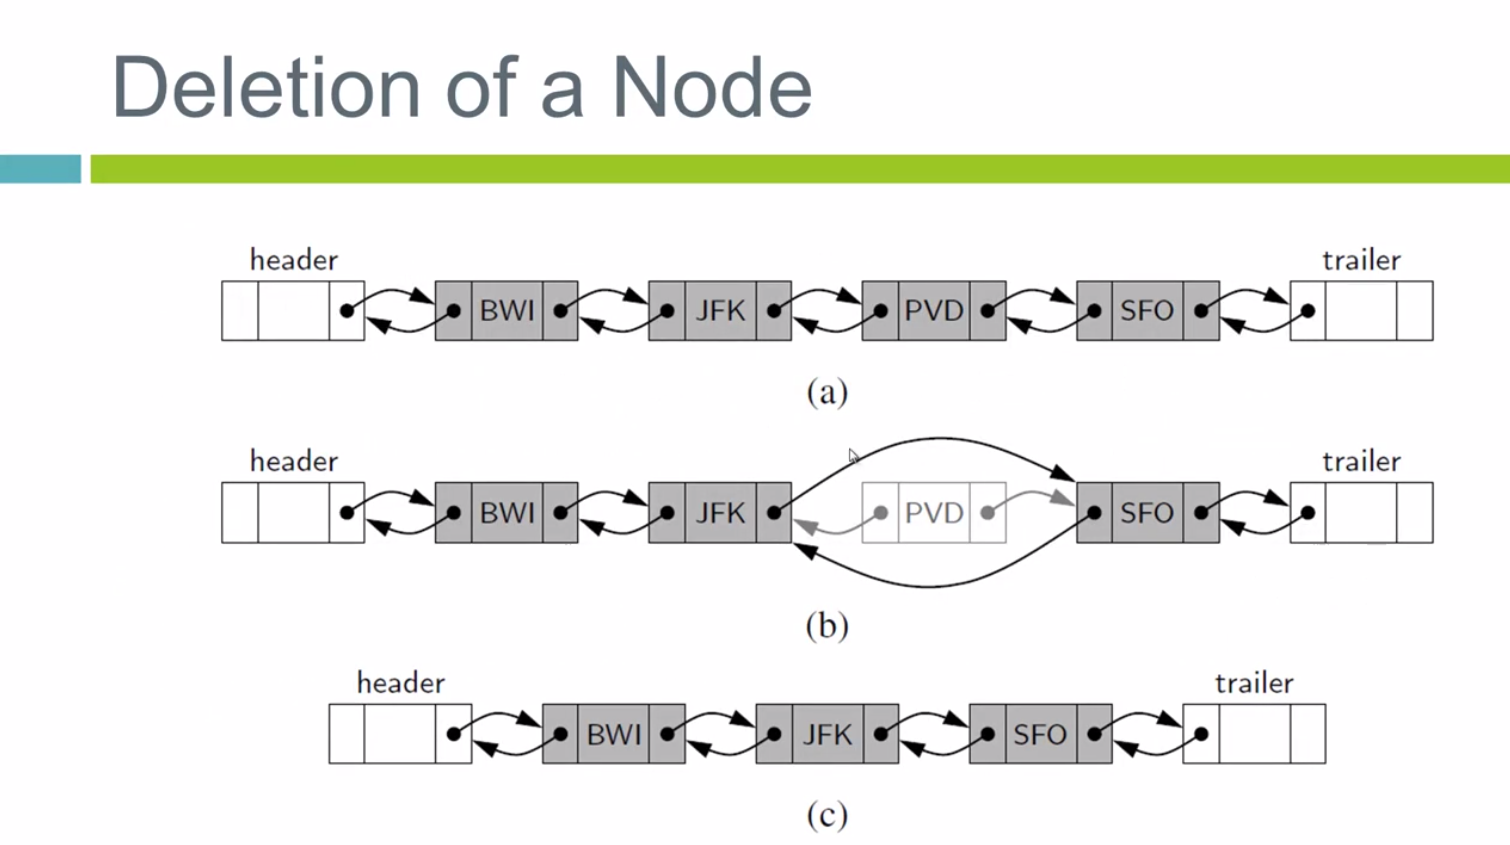 Deletion of a Node
header trailer
BWI JFK PVD SFO
(a)
header trailer
BWI JFK PVD SFO
(b)
header trailer
BWI JFK SFO
(c)